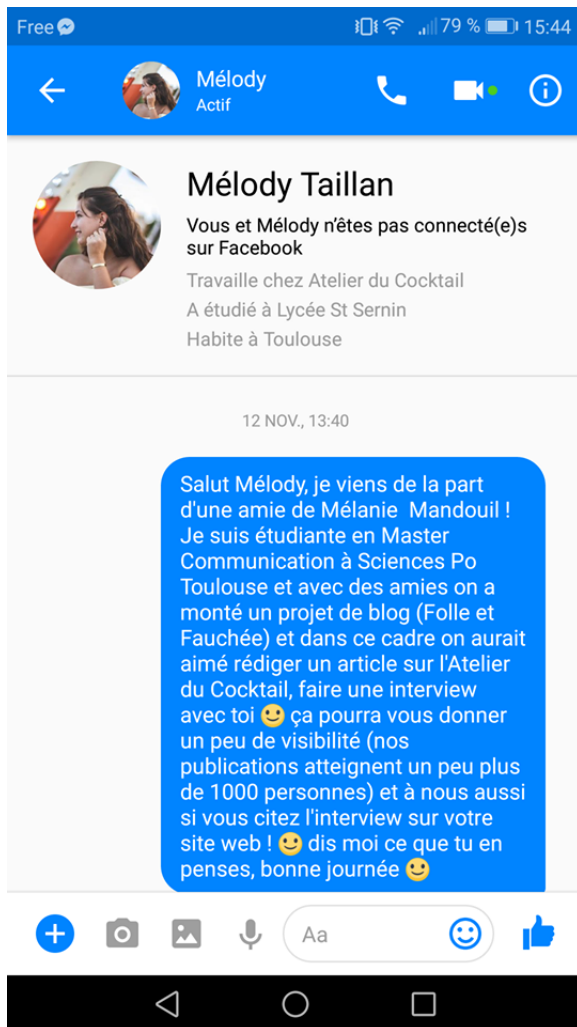 Free 79 % 15:44
Mélody
Actif
Mélody Taillan
Vous et Mélody n'êtes pas connecté(e)s
sur Facebook
Travaille chez Atelier du Cocktail
A étudié à Lycée St Sernin
Habite à Toulouse
12 NOV., 13:40
Salut Mélody, je viens de la part
d'une amie de Mélanie Mandouil !
Je suis étudiante en Master
Communication à Sciences Po
Toulouse et avec des amies on a
monté un projet de blog (Folle et
Fauchée) et dans ce cadre on aurait
aimé rédiger un article sur l'Atelier
du Cocktail, faire une interview
avec toi 🙂 ça pourra vous donner
un peu de visibilité (nos
publications atteignent un peu plus
de 1000 personnes) et à nous aussi
si vous citez l'interview sur votre
site web ! 🙂 dis moi ce que tu en
penses, bonne journée 🙂
Aa